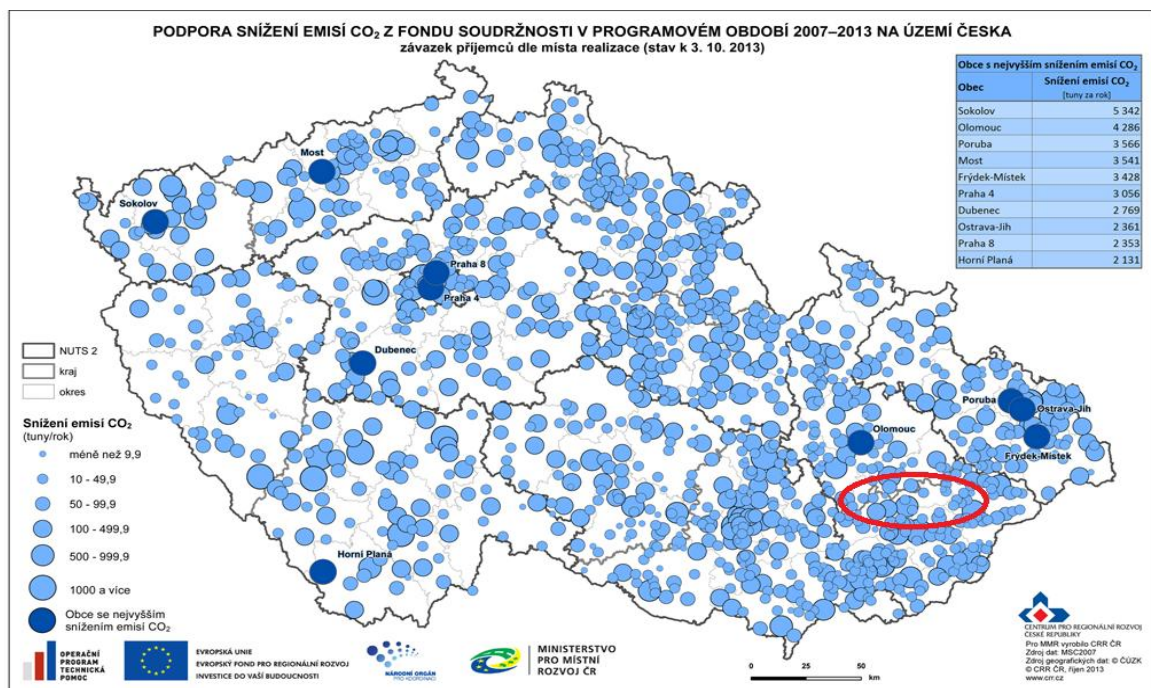 PODPORA SNÍŽENÍ EMISÍ CO₂ Z FONDU SOUDRŽNOSTI V PROGRAMOVÉM OBDOBÍ 2007–2013 NA ÚZEMÍ ČESKA
závazek příjemců dle místa realizace (stav k 3. 10. 2013)
Obce s nejvyšším snížením emisí CO₂
Obec Snížení emisí CO₂
[tuny za rok]
Sokolov 5 342
Olomouc 4 286
Poruba 3 566
Most 3 541
Frýdek-Místek 3 428
Praha 4 3 056
Dubenec 2 769
Ostrava-Jih 2 361
Praha 8 2 353
Horní Planá 2 131
Most
Sokolov
Praha 8
Praha 4
Dubenec
Poruba
Ostrava-Jih
Olomouc
Frýdek-Místek
Horní Planá
NUTS 2
kraj
okres
Snížení emisí CO₂
(tuny/rok)
méně než 9,9
10 - 49,9
50 - 99,9
100 - 499,9
500 - 999,9
1000 a více
Obce se nejvyšším
snížením emisí CO₂
OPERAČNÍ
PROGRAM
TECHNICKÁ
POMOC
EVROPSKÁ UNIE
EVROPSKÝ FOND PRO REGIONÁLNÍ ROZVOJ
INVESTICE DO VAŠÍ BUDOUCNOSTI
NÁRODNÍ ORGÁN
PRO KOORDINACI
MINISTERSTVO
PRO MÍSTNÍ
ROZVOJ ČR
0 12,5 25 50
km
CENTRUM PRO REGIONÁLNÍ ROZVOJ
ČESKÉ REPUBLIKY
Pro MMR vyrobilo CRR ČR
Zdroj dat: MSC2007
Zdroj geografických dat: © ČÚZK
© CRR ČR, říjen 2013
www.crr.cz